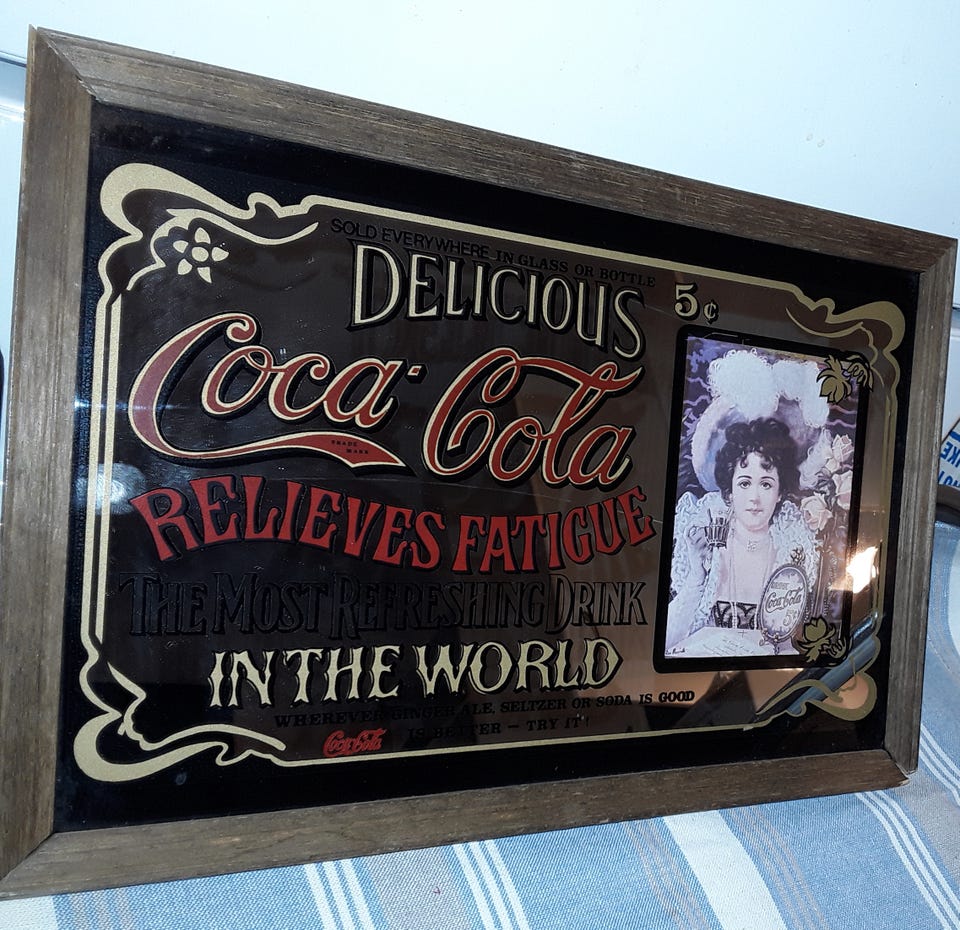 SOLD EVERYWHERE IN GLASS OR BOTTLE
DELICIOUS
5¢
Coca-Cola
TRADE
MARK
RELIEVES FATIGUE
THE MOST REFRESHING DRINK
IN THE WORLD
WHEREVER GINGER ALE, SELTZER OR SODA IS GOOD
Coca-Cola IS BETTER — TRY IT!
Coca-Cola
5¢